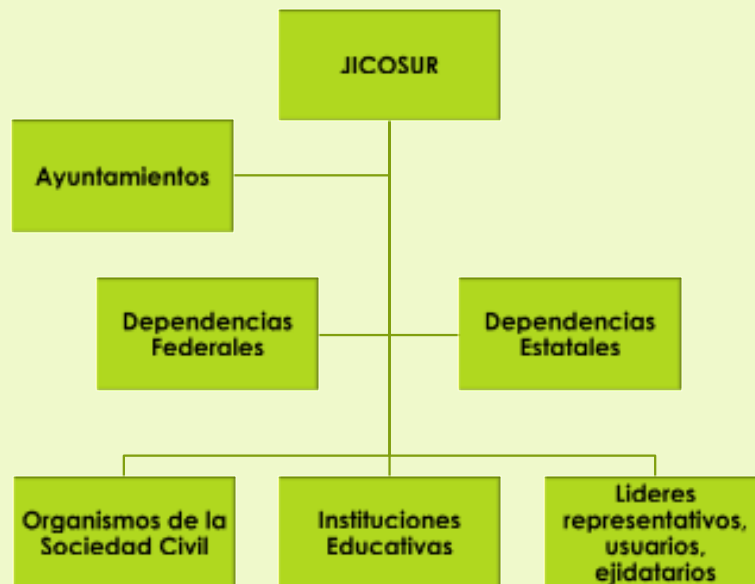 JICOSUR
Ayuntamientos
Dependencias
Federales
Dependencias
Estatales
Organismos de la
Sociedad Civil
Instituciones
Educativas
Lideres
representativos,
usuarios,
ejidatarios